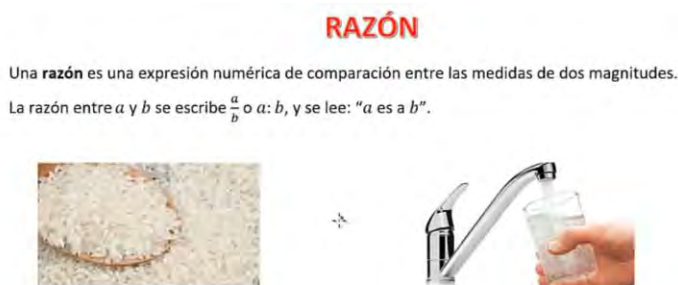 RAZÓN
Una razón es una expresión numérica de comparación entre las medidas de dos magnitudes.
La razón entre a y b se escribe a/b o a: b, y se lee: “a es a b”.